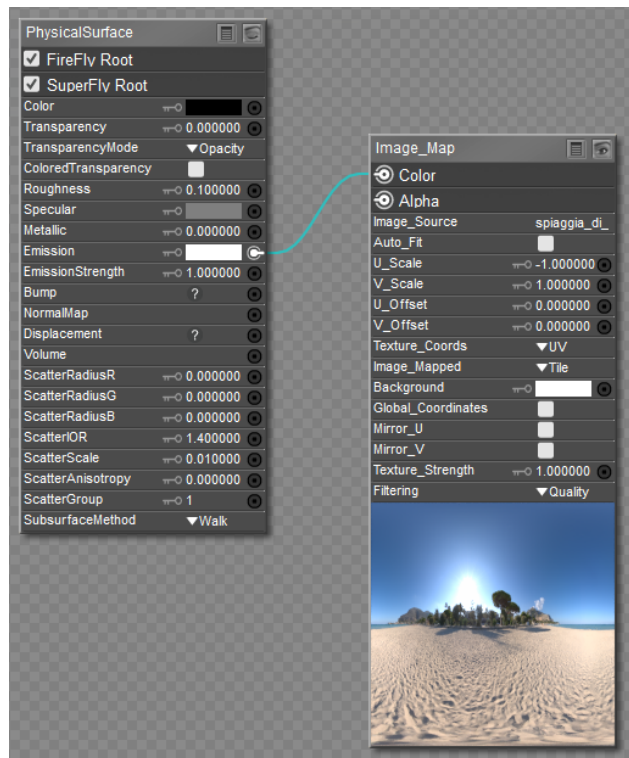 PhysicalSurface
FireFly Root
SuperFly Root
Color
Transparency 0.000000
TransparencyMode ▼Opacity
ColoredTransparency
Roughness 0.100000
Specular
Metallic 0.000000
Emission
EmissionStrength 1.000000
Bump ?
NormalMap
Displacement ?
Volume
ScatterRadiusR 0.000000
ScatterRadiusG 0.000000
ScatterRadiusB 0.000000
ScatterIOR 1.400000
ScatterScale 0.010000
ScatterAnisotropy 0.000000
ScatterGroup 1
SubsurfaceMethod ▼Walk
Image_Map
Color
Alpha
Image_Source spiaggia_di_
Auto_Fit
U_Scale -1.000000
V_Scale 1.000000
U_Offset 0.000000
V_Offset 0.000000
Texture_Coords ▼UV
Image_Mapped ▼Tile
Background
Global_Coordinates
Mirror_U
Mirror_V
Texture_Strength 1.000000
Filtering ▼Quality